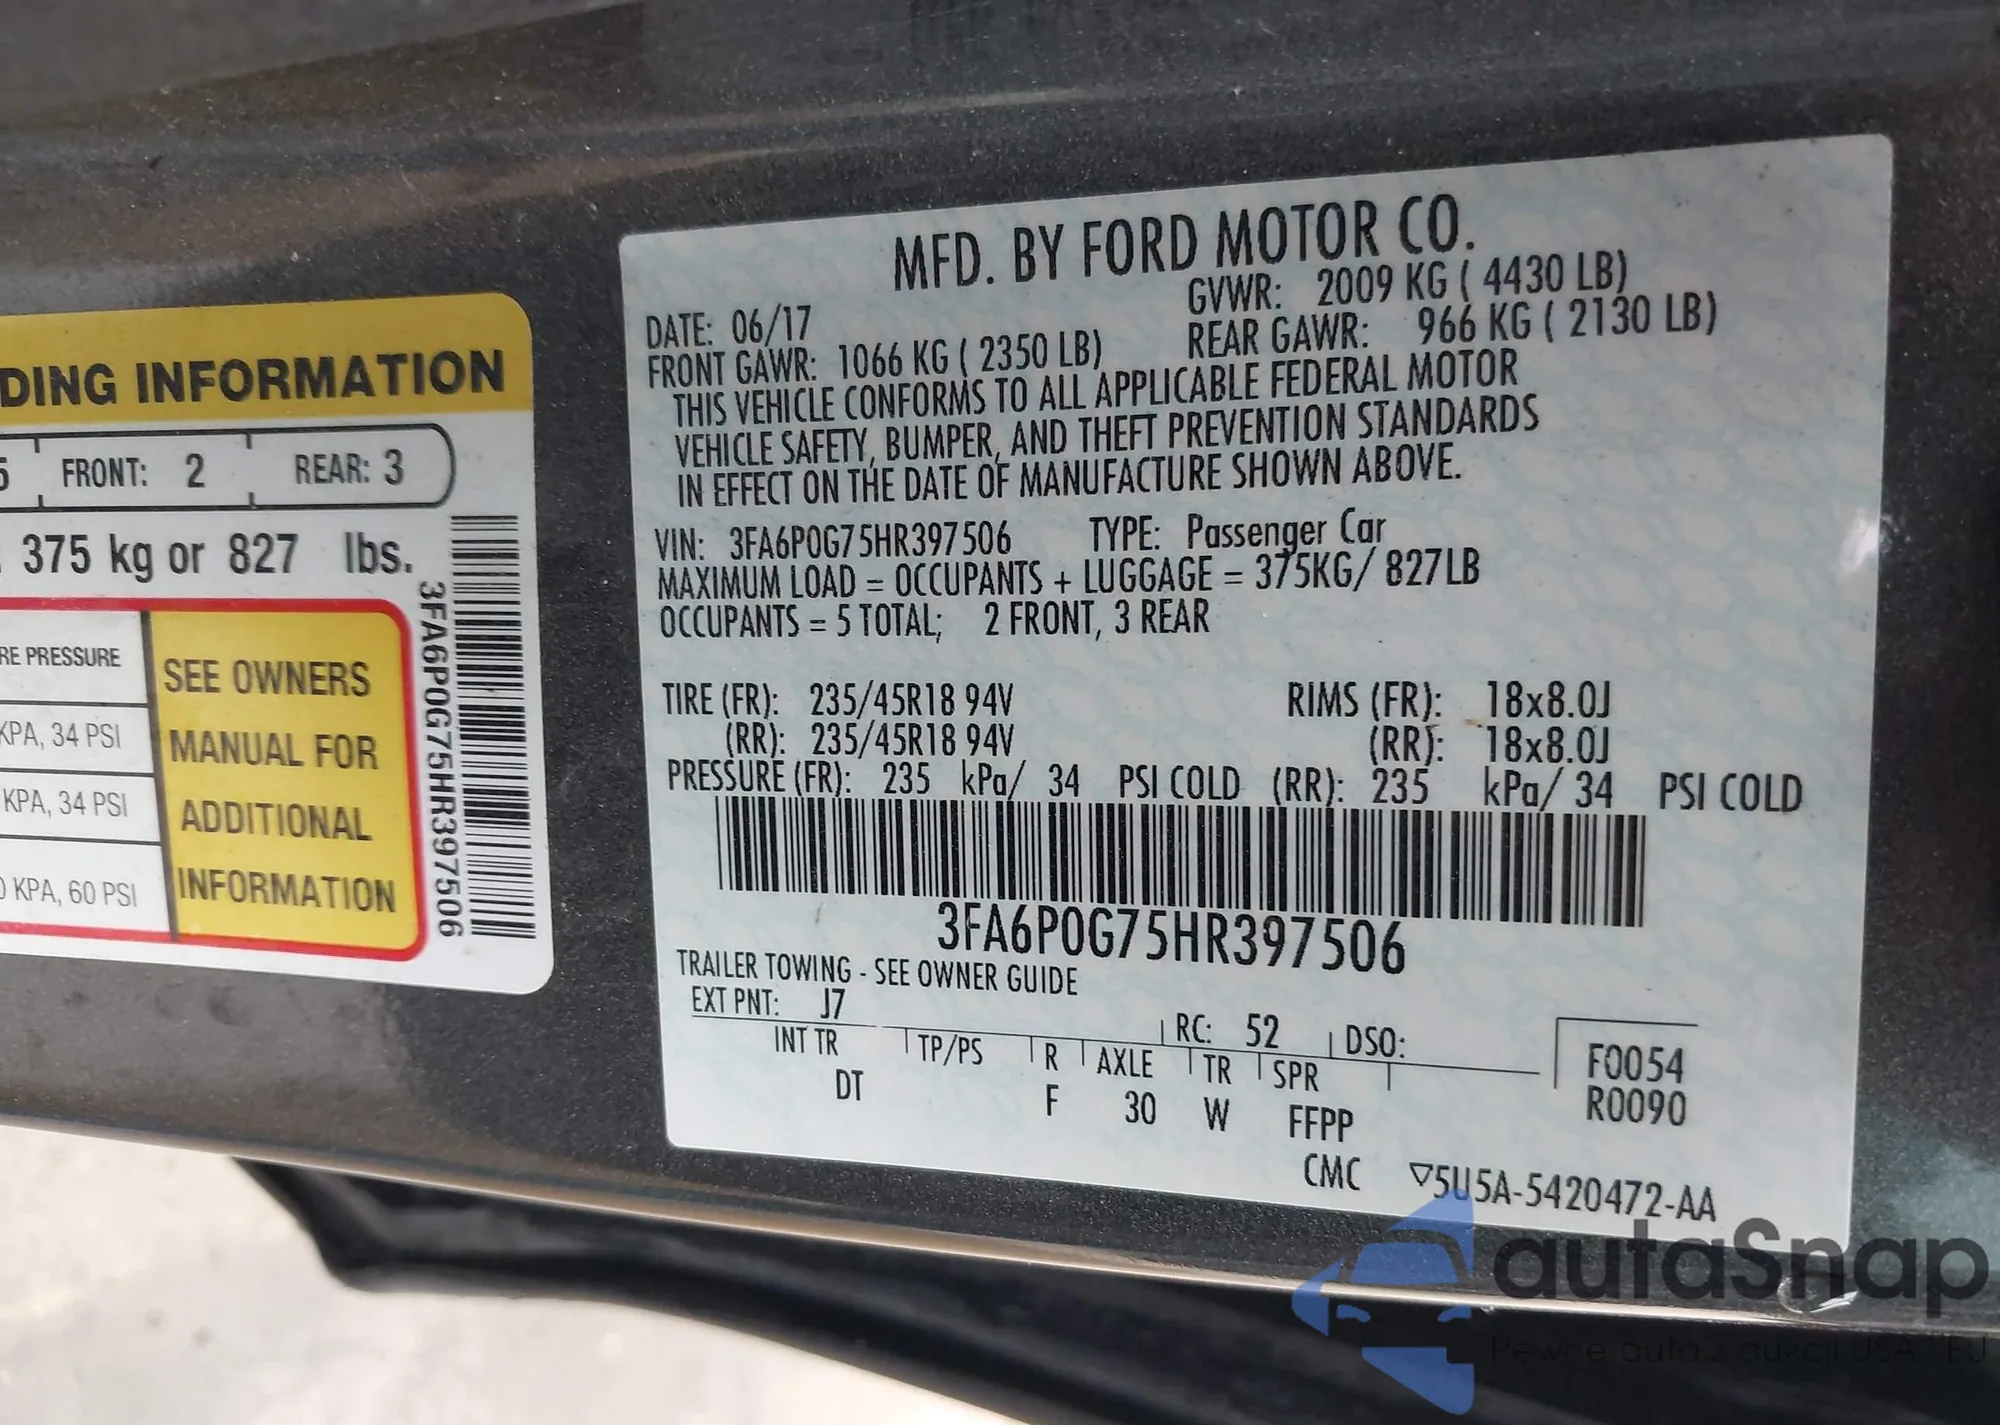 DING INFORMATION
5 FRONT: 2 REAR: 3
375 kg or 827 lbs.
RE PRESSURE
KPA, 34 PSI
KPA, 34 PSI
0 KPA, 60 PSI
SEE OWNERS
MANUAL FOR
ADDITIONAL
INFORMATION
3FA6P0G75HR397506
MFD. BY FORD MOTOR CO.
DATE: 06/17 GVWR: 2009 KG ( 4430 LB)
FRONT GAWR: 1066 KG ( 2350 LB) REAR GAWR: 966 KG ( 2130 LB)
THIS VEHICLE CONFORMS TO ALL APPLICABLE FEDERAL MOTOR
VEHICLE SAFETY, BUMPER, AND THEFT PREVENTION STANDARDS
IN EFFECT ON THE DATE OF MANUFACTURE SHOWN ABOVE.
VIN: 3FA6P0G75HR397506 TYPE: Passenger Car
MAXIMUM LOAD = OCCUPANTS + LUGGAGE = 375KG/ 827LB
OCCUPANTS = 5 TOTAL; 2 FRONT, 3 REAR
TIRE (FR): 235/45R18 94V RIMS (FR): 18x8.0J
(RR): 235/45R18 94V (RR): 18x8.0J
PRESSURE (FR): 235 kPa/ 34 PSI COLD (RR): 235 kPa/ 34 PSI COLD
3FA6P0G75HR397506
TRAILER TOWING - SEE OWNER GUIDE
EXT PNT: J7 RC: 52 DSO:
INT TR TP/PS R AXLE TR SPR
DT F 30 W FFPP
F0054
R0090
CMC ▽5U5A-5420472-AA
autaSnap
Pewne auta z aukcji USA i EU